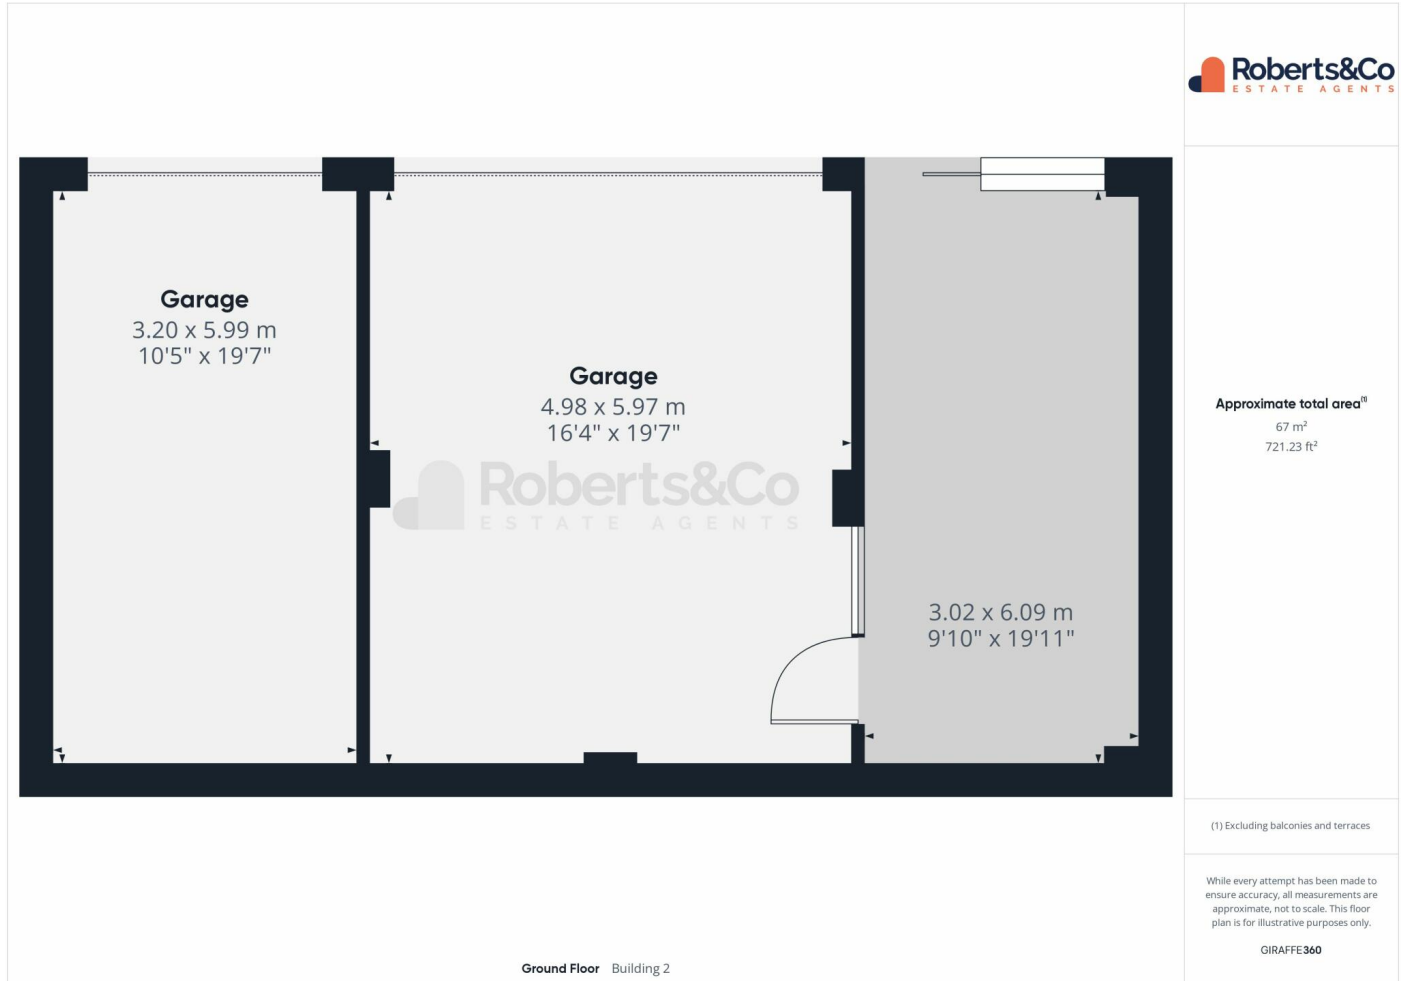 Roberts&Co
ESTATE AGENTS
Garage
3.20 x 5.99 m
10'5" x 19'7"
Garage
4.98 x 5.97 m
16'4" x 19'7"
Roberts&Co
ESTATE AGENTS
3.02 x 6.09 m
9'10" x 19'11"
Approximate total area⁽¹⁾
67 m²
721.23 ft²
(1) Excluding balconies and terraces
While every attempt has been made to
ensure accuracy, all measurements are
approximate, not to scale. This floor
plan is for illustrative purposes only.
GIRAFFE360
Ground Floor Building 2